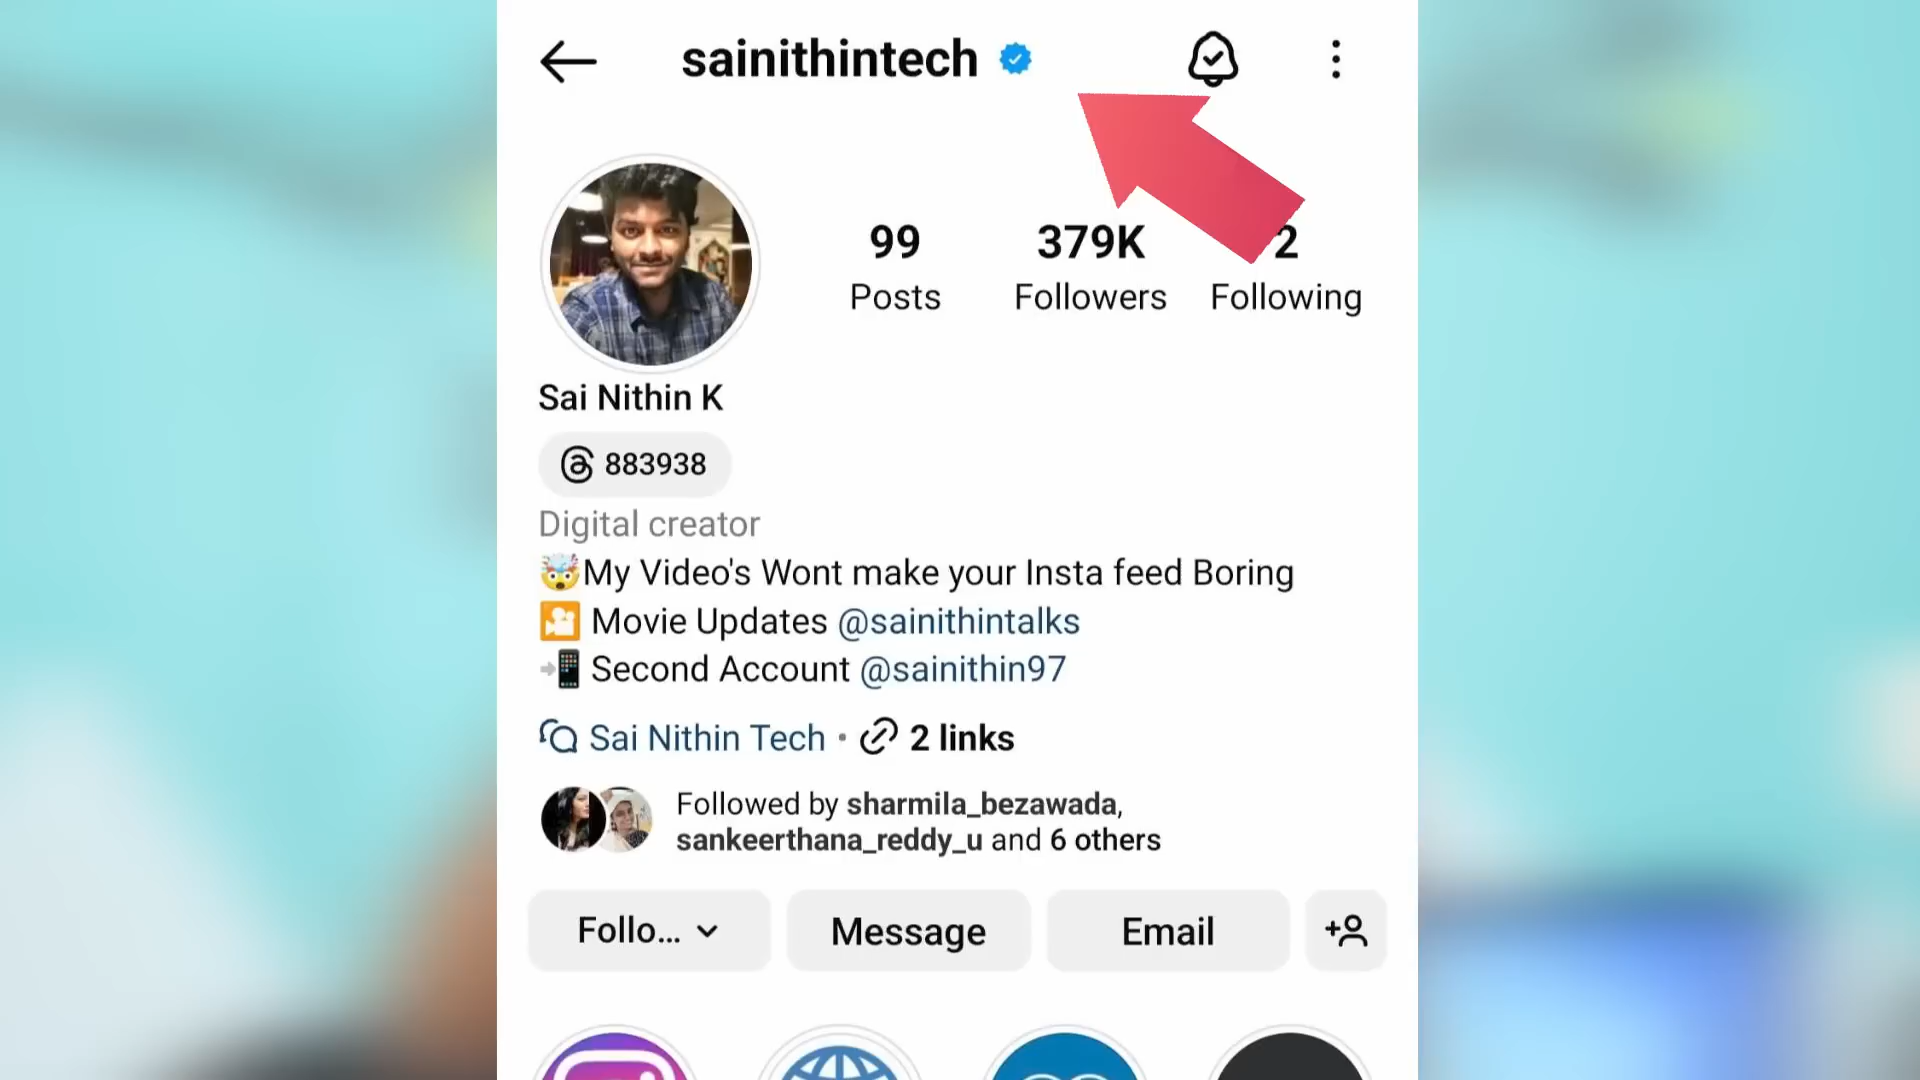 sainithintech
99
379K
2
Posts
Followers
Following
Sai Nithin K
883938
Digital creator
🤯My Video's Wont make your Insta feed Boring
🎦 Movie Updates @sainithintalks
📲 Second Account @sainithin97
Sai Nithin Tech • 2 links
Followed by sharmila_bezawada,
sankeerthana_reddy_u and 6 others
Follo...
Message
Email